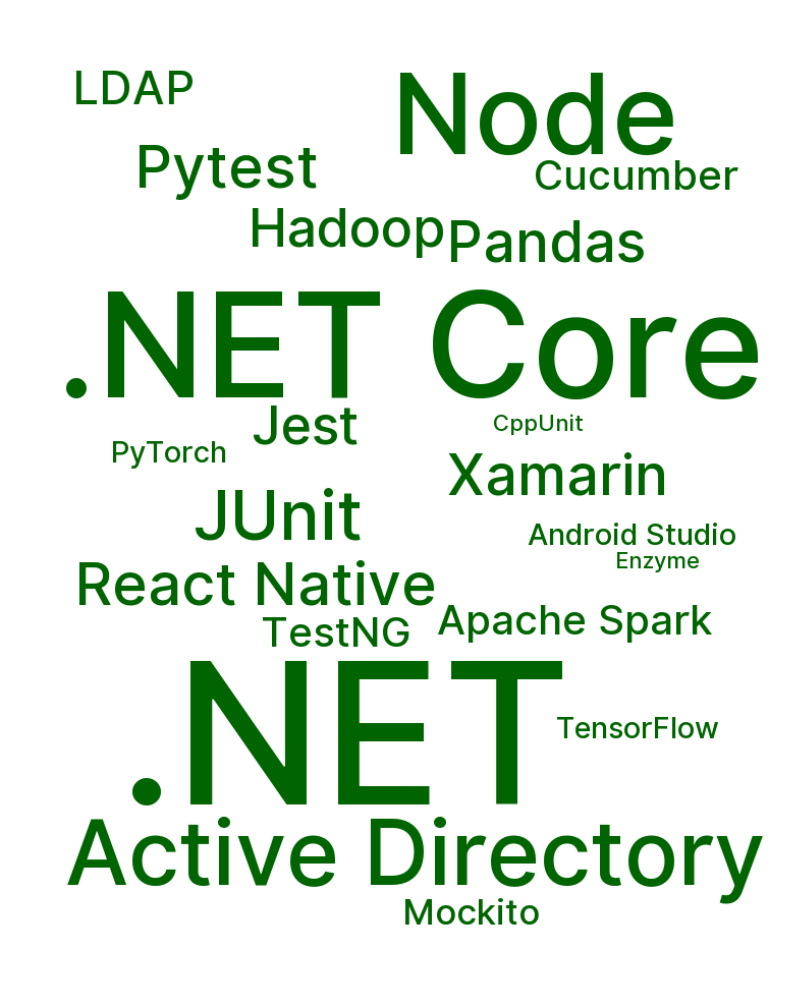 LDAP
Node
Pytest
Cucumber
Hadoop
Pandas
.NET Core
Jest
CppUnit
PyTorch
Xamarin
JUnit
Android Studio
Enzyme
React Native
Apache Spark
TestNG
.NET
TensorFlow
Active Directory
Mockito